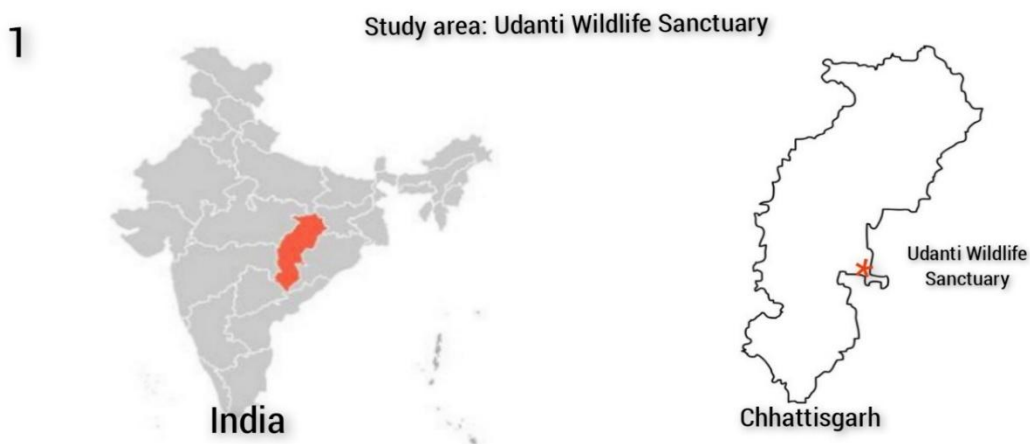 1
Study area: Udanti Wildlife Sanctuary
India
Udanti Wildlife
Sanctuary
Chhattisgarh